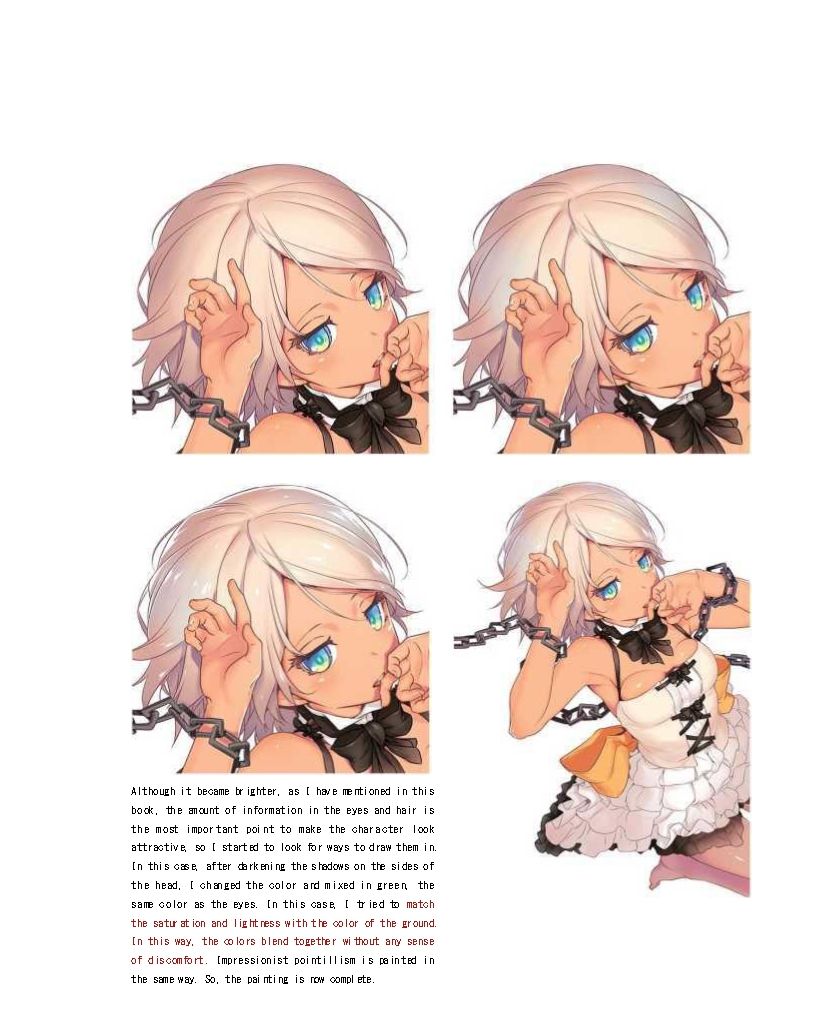 Although it became brighter, as I have mentioned in this
book, the amount of information in the eyes and hair is
the most important point to make the character look
attractive, so I started to look for ways to draw them in.
In this case, after darkening the shadows on the sides of
the head, I changed the color and mixed in green, the
same color as the eyes. In this case, I tried to match
the saturation and lightness with the color of the ground.
In this way, the colors blend together without any sense
of discomfort. Impressionist pointillism is painted in
the same way. So, the painting is now complete.